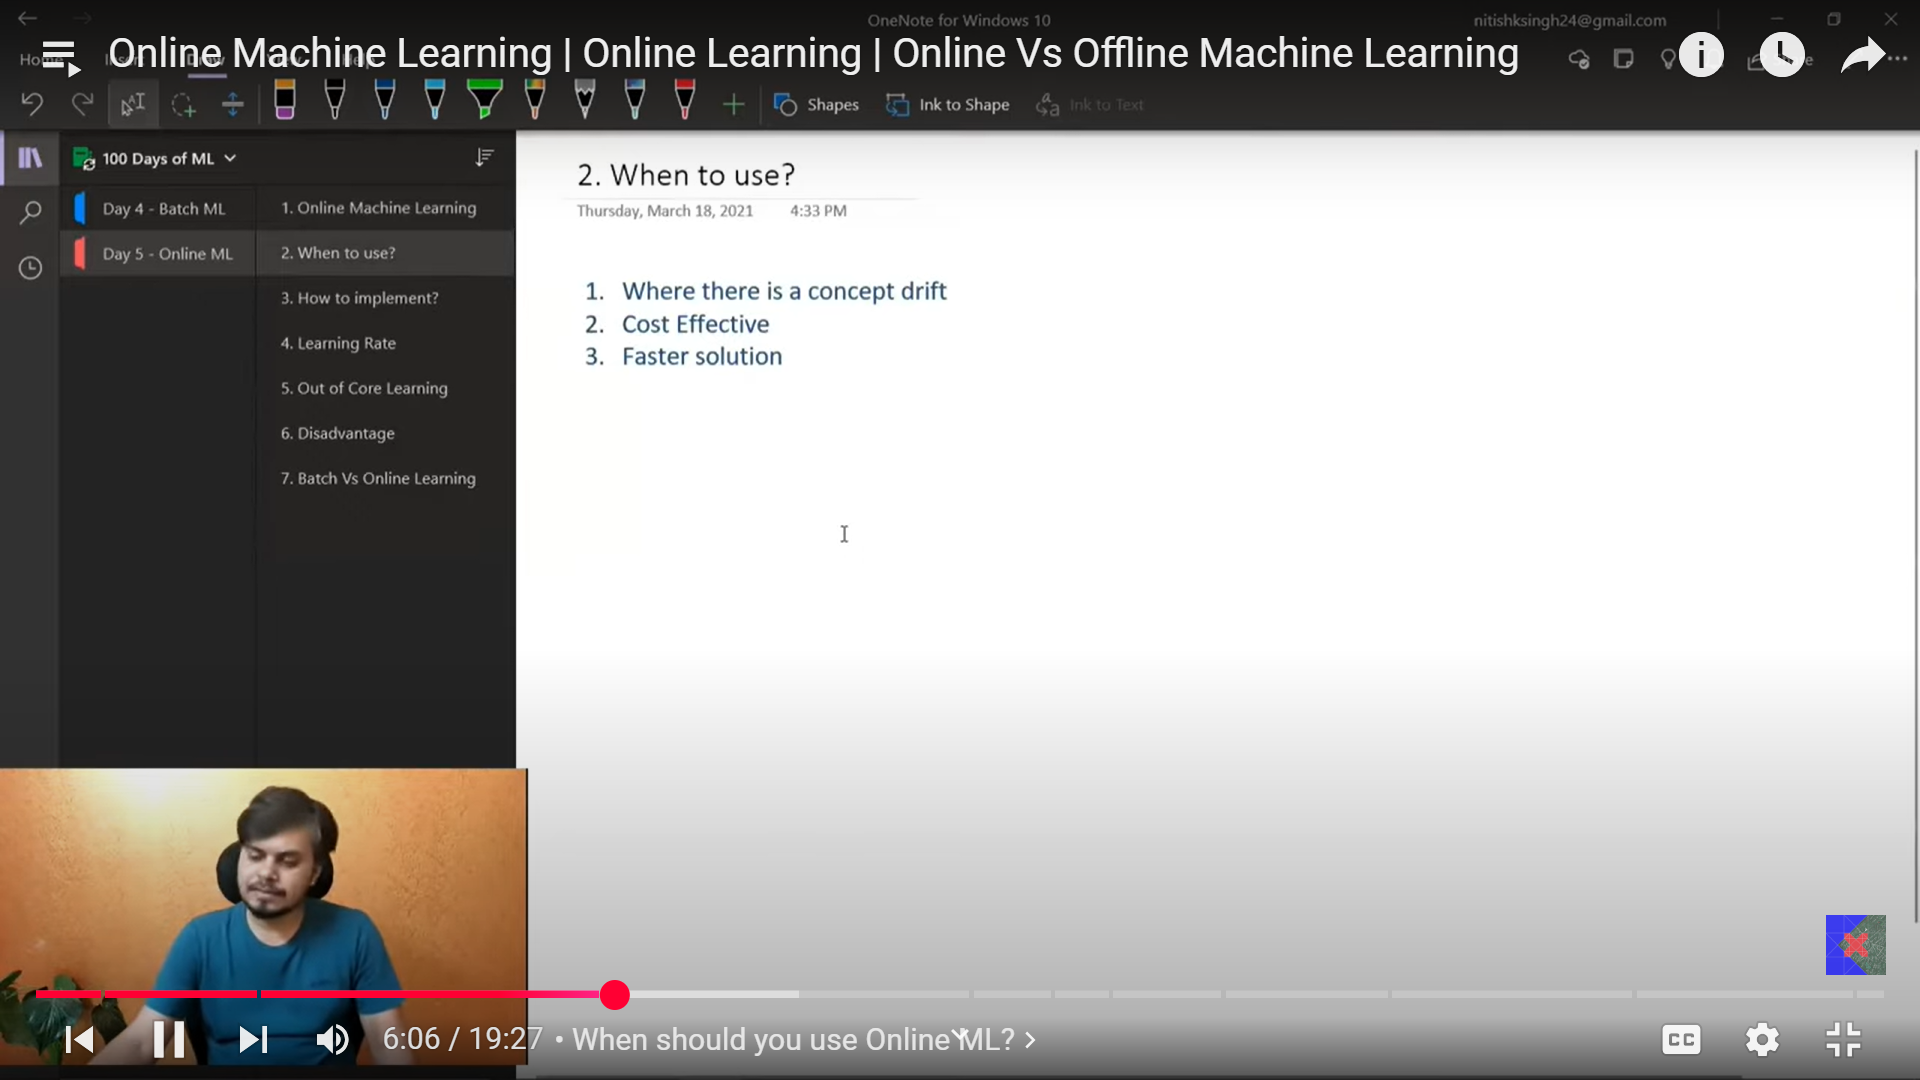 OneNote for Windows 10
nitishksingh24@gmail.com
Online Machine Learning | Online Learning | Online Vs Offline Machine Learning
Shapes
Ink to Shape
Ink to Text
100 Days of ML
Day 4 - Batch ML
Day 5 - Online ML
1. Online Machine Learning
2. When to use?
3. How to implement?
4. Learning Rate
5. Out of Core Learning
6. Disadvantage
7. Batch Vs Online Learning
2. When to use?
Thursday, March 18, 2021 4:33 PM
1. Where there is a concept drift
2. Cost Effective
3. Faster solution
6:06 / 19:27 • When should you use Online ML? >
CC